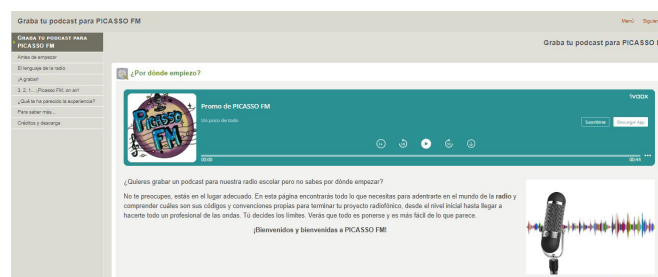 Graba tu podcast para PICASSO FM
Menú Siguie
GRABA TU PODCAST PARA
PICASSO FM
Antes de empezar
El lenguaje de la radio
¡A grabar!
3, 2, 1... ¡Picasso FM, on air!
¿Qué te ha parecido la experiencia?
Para saber más...
Créditos y descarga
Graba tu podcast para PICASSO F
¿Por dónde empiezo?
PICASSO
FM
Promo de PICASSO FM
Un poco de todo
ivoox
Suscribirse
Descargar App
00:00
00:44
¿Quieres grabar un podcast para nuestra radio escolar pero no sabes por dónde empezar?
No te preocupes, estás en el lugar adecuado. En esta página encontrarás todo lo que necesitas para adentrarte en el mundo de la radio y
comprender cuáles son sus códigos y convenciones propias para terminar tu proyecto radiofónico, desde el nivel inicial hasta llegar a
hacerte todo un profesional de las ondas. Tú decides los límites. Verás que todo es ponerse y es más fácil de lo que parece.
¡Bienvenidos y bienvenidas a PICASSO FM!